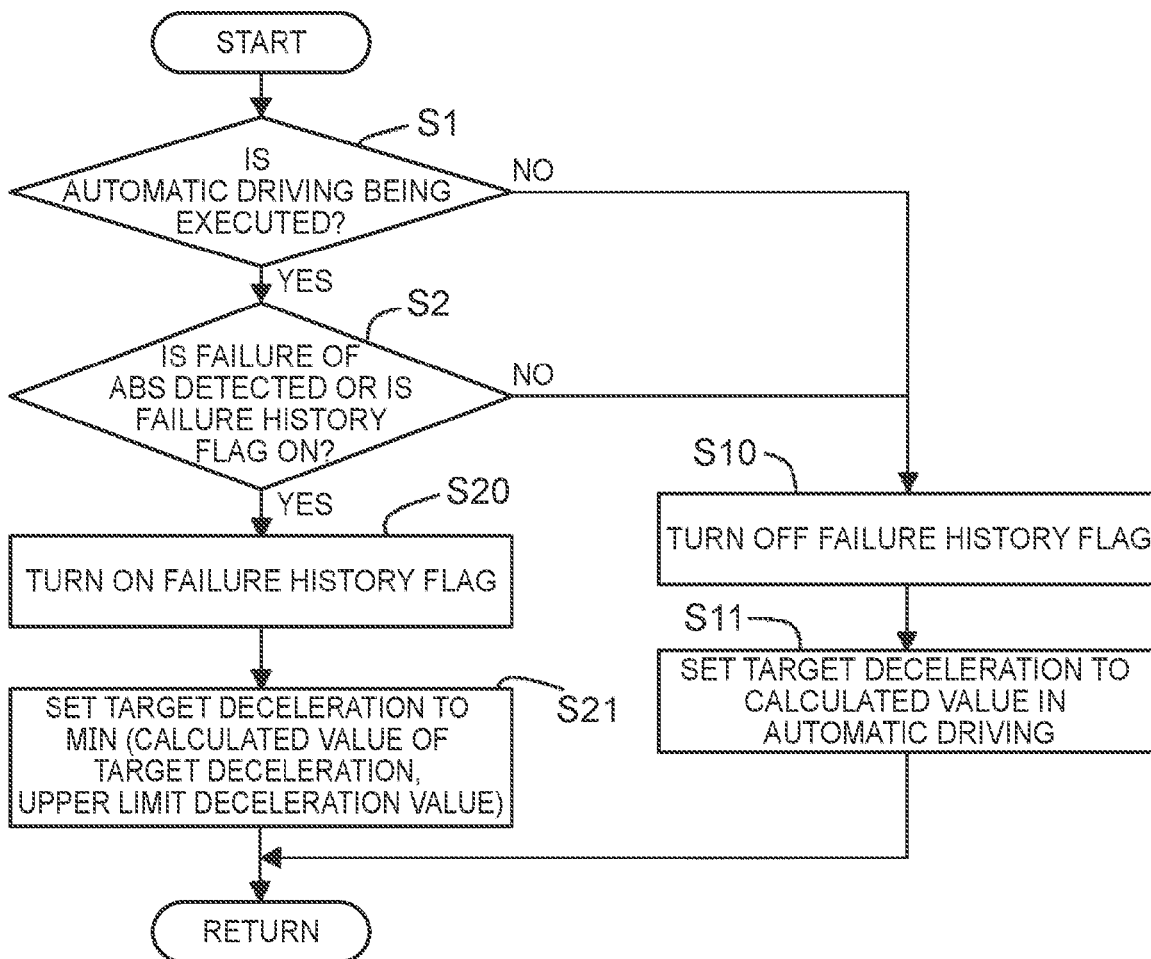 START
S1
IS
AUTOMATIC DRIVING BEING
EXECUTED?
NO
YES
S2
IS FAILURE OF
ABS DETECTED OR IS
FAILURE HISTORY
FLAG ON?
NO
YES
S20
TURN ON FAILURE HISTORY FLAG
S21
SET TARGET DECELERATION TO
MIN (CALCULATED VALUE OF
TARGET DECELERATION,
UPPER LIMIT DECELERATION VALUE)
S10
TURN OFF FAILURE HISTORY FLAG
S11
SET TARGET DECELERATION TO
CALCULATED VALUE IN
AUTOMATIC DRIVING
RETURN